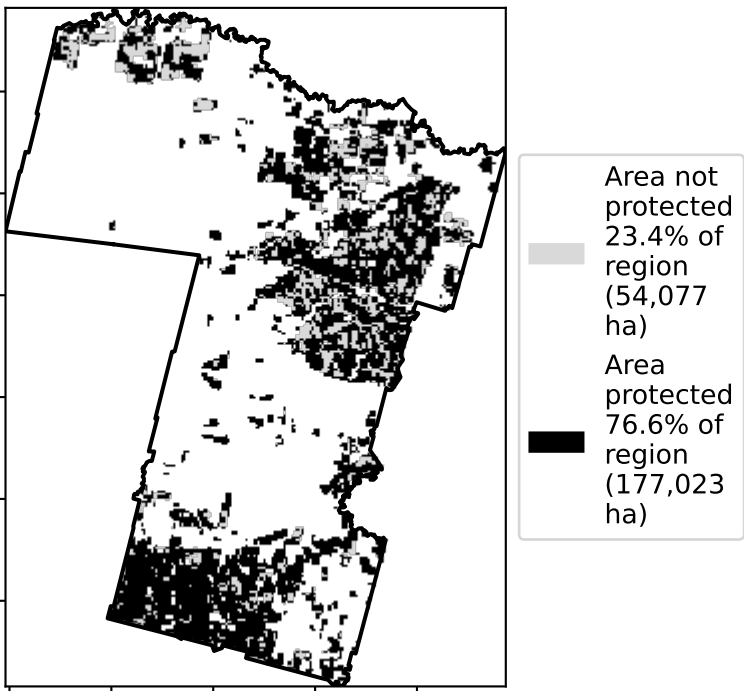 Area not
protected
23.4% of
region
(54,077
ha)
Area
protected
76.6% of
region
(177,023
ha)